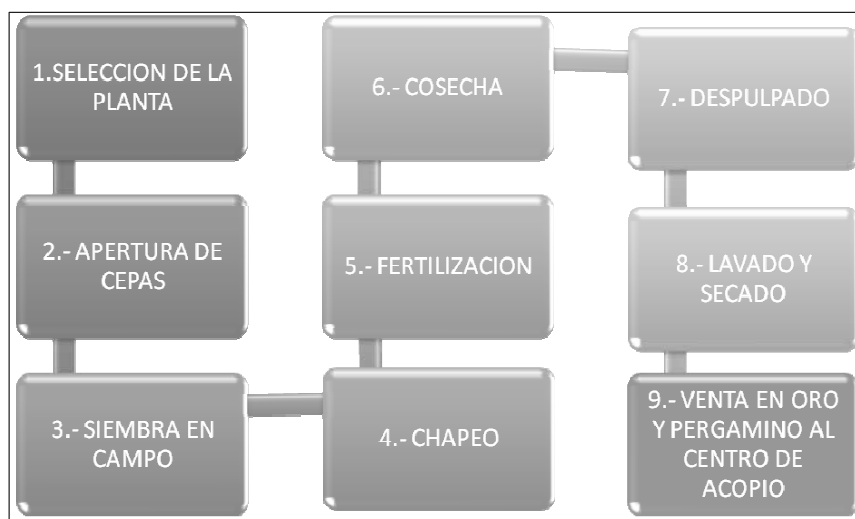 1.SELECCION DE LA
PLANTA
2.- APERTURA DE
CEPAS
3.- SIEMBRA EN
CAMPO
4.- CHAPEO
5.- FERTILIZACION
6.- COSECHA
7.- DESPULPADO
8.- LAVADO Y
SECADO
9.- VENTA EN ORO
Y PERGAMINO AL
CENTRO DE
ACOPIO